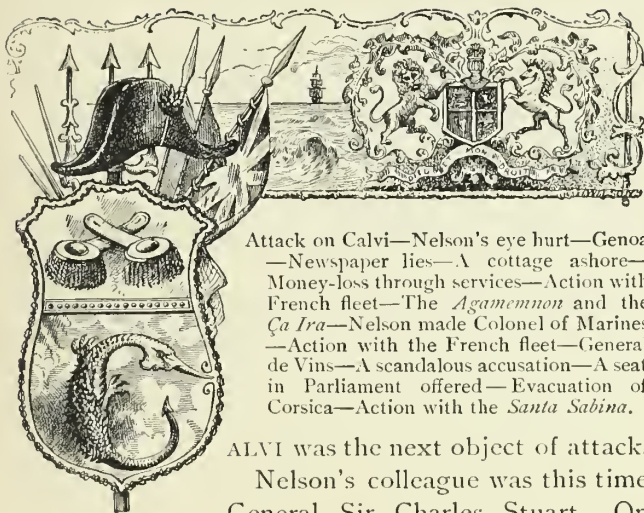 Attack on Calvi—Nelson's eye hurt—Genoa
—Newspaper lies—A cottage ashore—
Money-loss through services—Action with
French fleet—The Agamemnon and the
Ça Ira—Nelson made Colonel of Marines
—Action with the French fleet—General
de Vins—A scandalous accusation—A seat
in Parliament offered—Evacuation of
Corsica—Action with the Santa Sabina.
ALVI was the next object of attack.
Nelson's colleague was this time
General Sir Charles Stuart. On